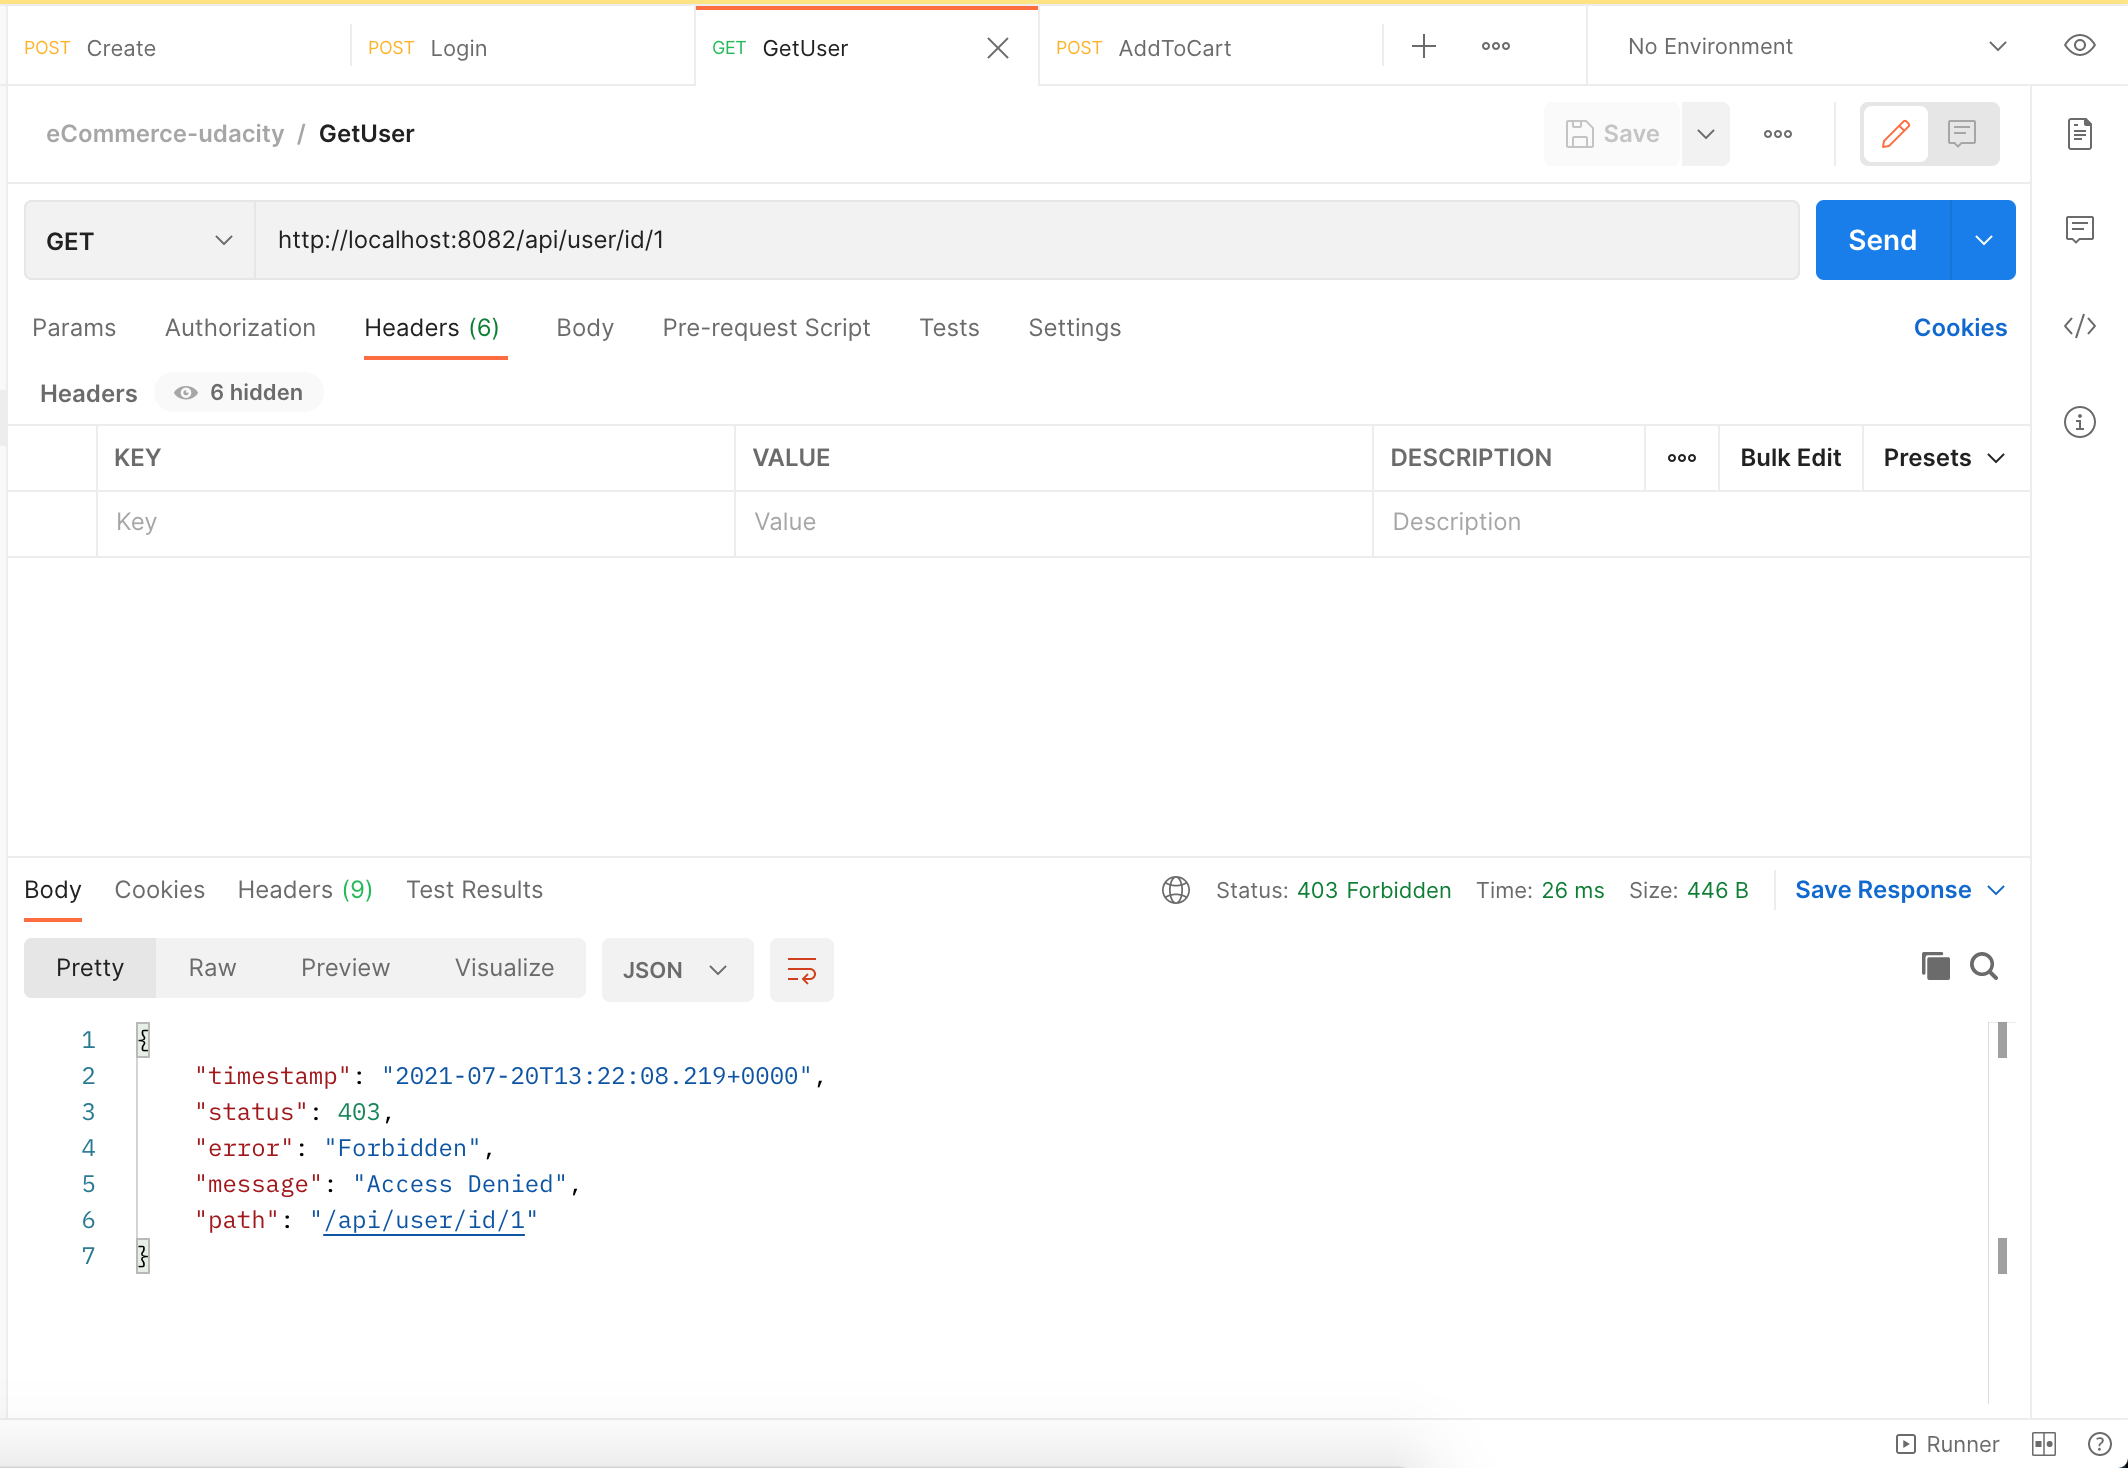 POST Create POST Login GET GetUser POST AddToCart No Environment
eCommerce-udacity / GetUser Save
GET http://localhost:8082/api/user/id/1 Send
Params Authorization Headers (6) Body Pre-request Script Tests Settings Cookies
Headers 6 hidden
KEY VALUE DESCRIPTION Bulk Edit Presets
Key Value Description
Body Cookies Headers (9) Test Results Status: 403 Forbidden Time: 26 ms Size: 446 B Save Response
Pretty Raw Preview Visualize JSON
1 {
2 "timestamp": "2021-07-20T13:22:08.219+0000",
3 "status": 403,
4 "error": "Forbidden",
5 "message": "Access Denied",
6 "path": "/api/user/id/1"
7 }
Runner